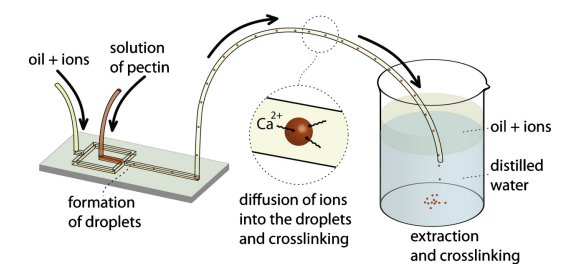 oil + ions
solution
of pectin
formation
of droplets
Ca2+
diffusion of ions
into the droplets
and crosslinking
oil + ions
distilled
water
extraction
and crosslinking